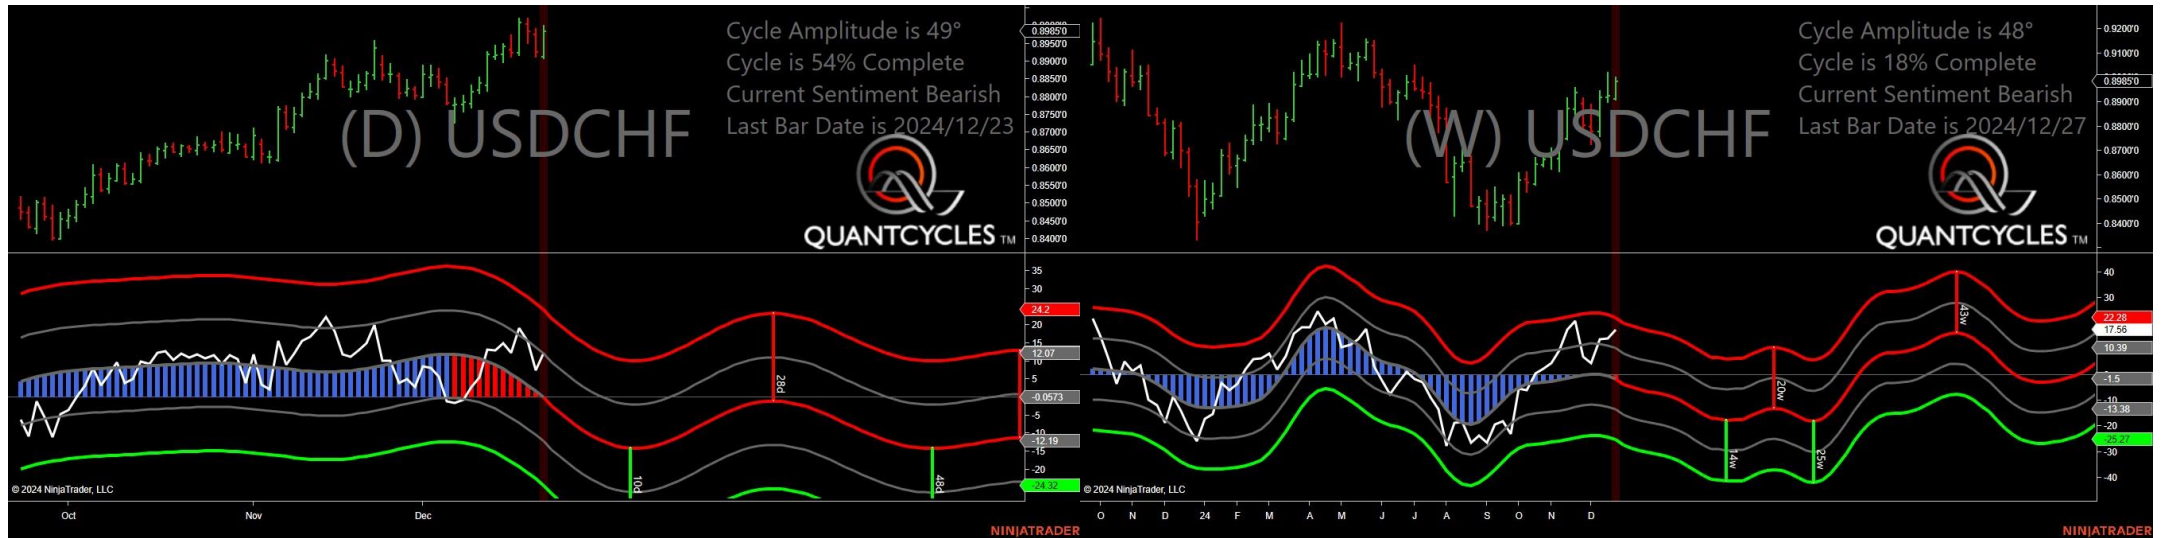 Cycle Amplitude is 49°
Cycle is 54% Complete
Current Sentiment Bearish
Last Bar Date is 2024/12/23
(D) USDCHF
QUANTCYCLES TM
0.8985'0
0.8950'0
0.8900'0
0.8850'0
0.8800'0
0.8700'0
0.8650'0
0.8550'0
0.8500'0
0.8450'0
0.8400'0
35
30
24.2
20
15
12.07
10
5
-0.0573
-5
-10
-12.19
-15
-20
-24.32
28d
10d
48d
© 2024 NinjaTrader, LLC
Oct Nov Dec
NINJATRADER
Cycle Amplitude is 48°
Cycle is 18% Complete
Current Sentiment Bearish
Last Bar Date is 2024/12/27
(W) USDCHF
QUANTCYCLES TM
0.9200'0
0.9100'0
0.8985'0
0.8900'0
0.8800'0
0.8700'0
0.8600'0
0.8500'0
0.8400'0
40
30
22.28
17.56
10.39
-1.5
-10
-13.38
-20
-25.27
-30
-40
43w
20w
14w
25w
© 2024 NinjaTrader, LLC
O N D 24 F M A M J J A S O N D
NINJATRADER